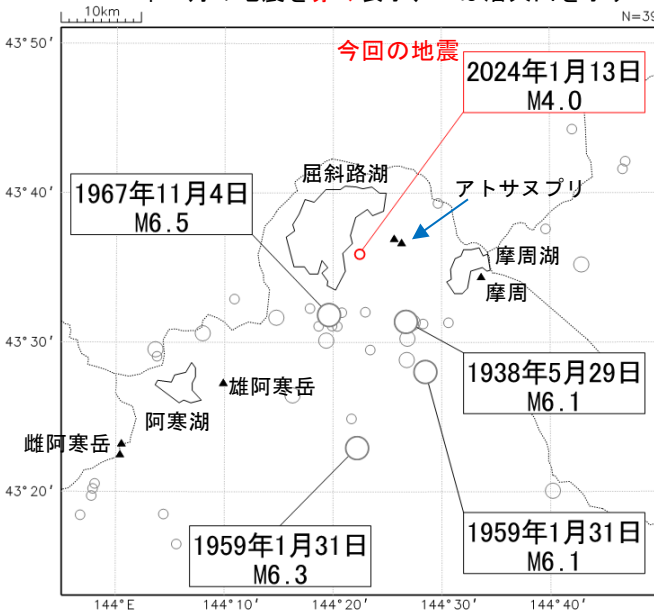 10km
N=39
43°50′
今回の地震
2024年1月13日
M4.0
屈斜路湖
アトサヌプリ
43°40′
1967年11月4日
M6.5
摩周湖
摩周
43°30′
1938年5月29日
M6.1
雄阿寒岳
阿寒湖
雌阿寒岳
43°20′
1959年1月31日
M6.3
1959年1月31日
M6.1
144°E
144°10′
144°20′
144°30′
144°40′